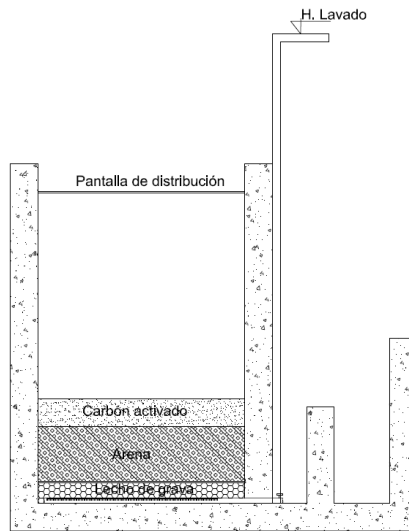 H. Lavado
Pantalla de distribución
Carbón activado
Arena
Lecho de grava